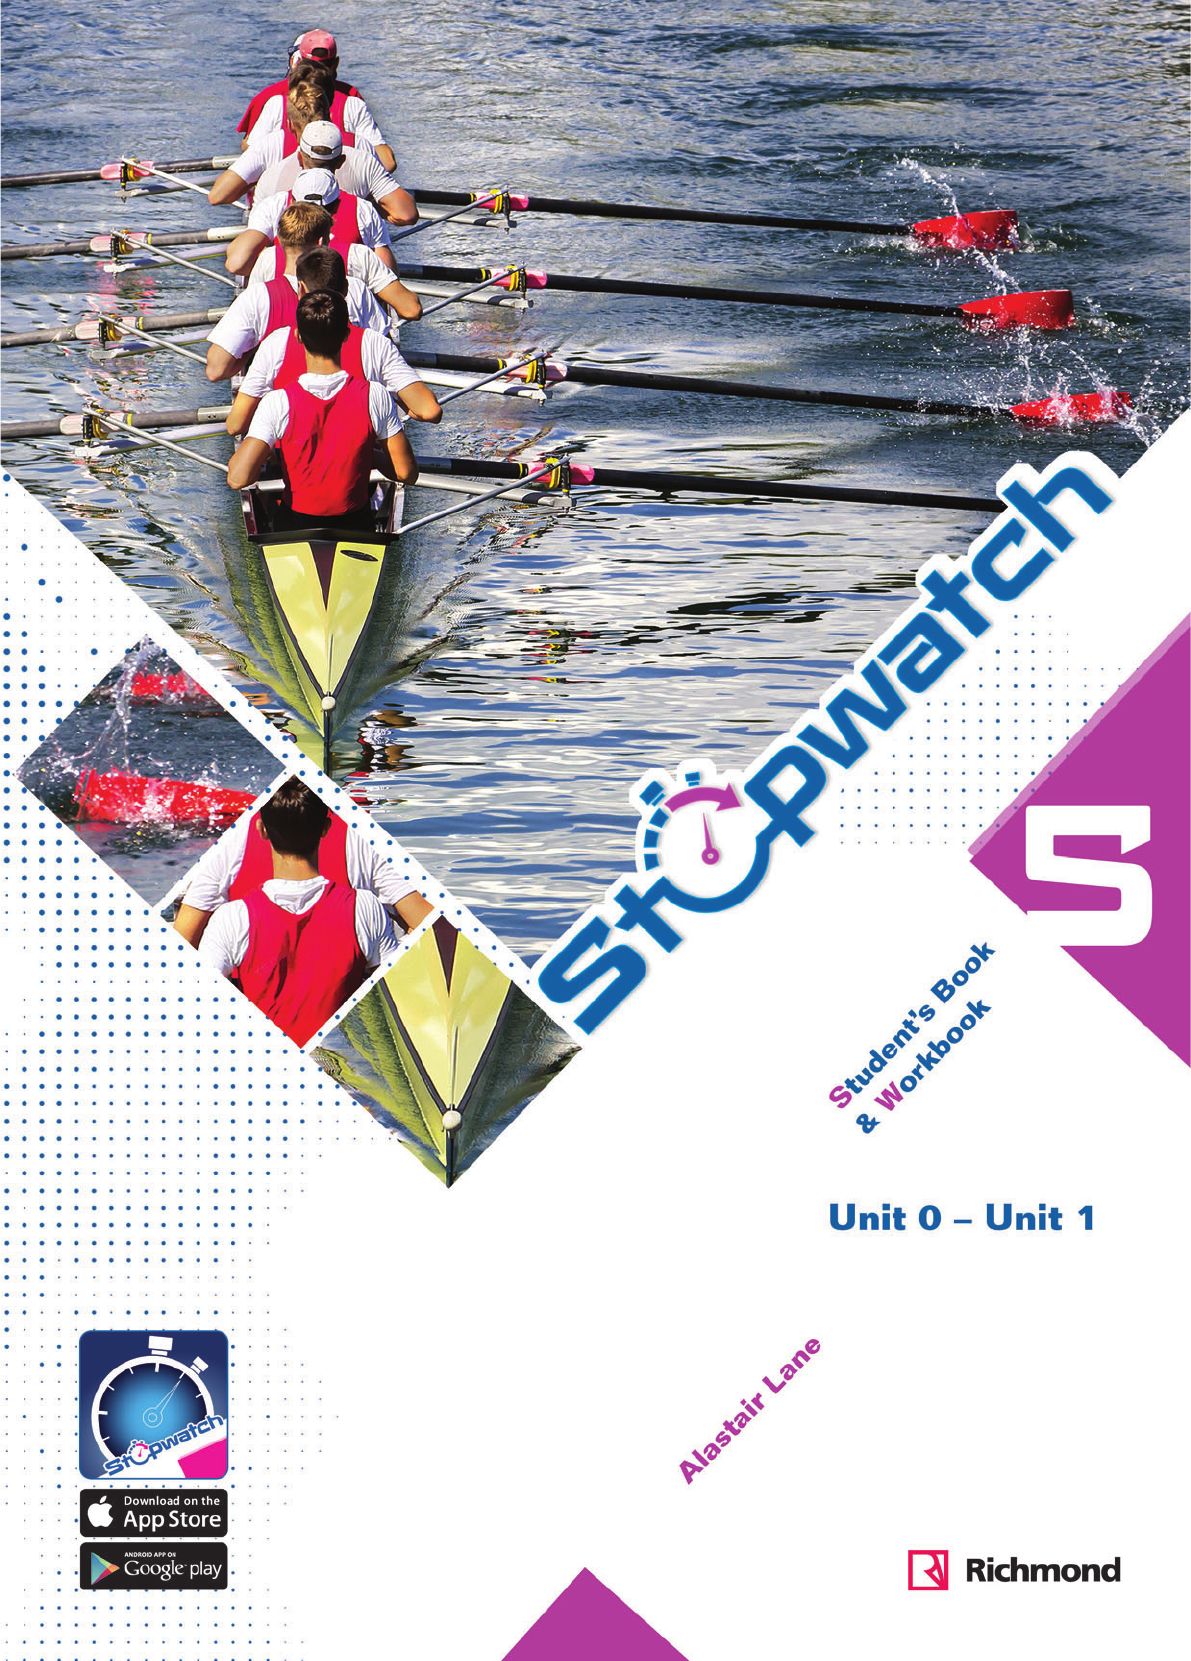 Stopwatch
5
Student's Book
& Workbook
Unit 0 – Unit 1
Alastair Lane
Stopwatch
Download on the
App Store
ANDROID APP ON
Google play
Richmond